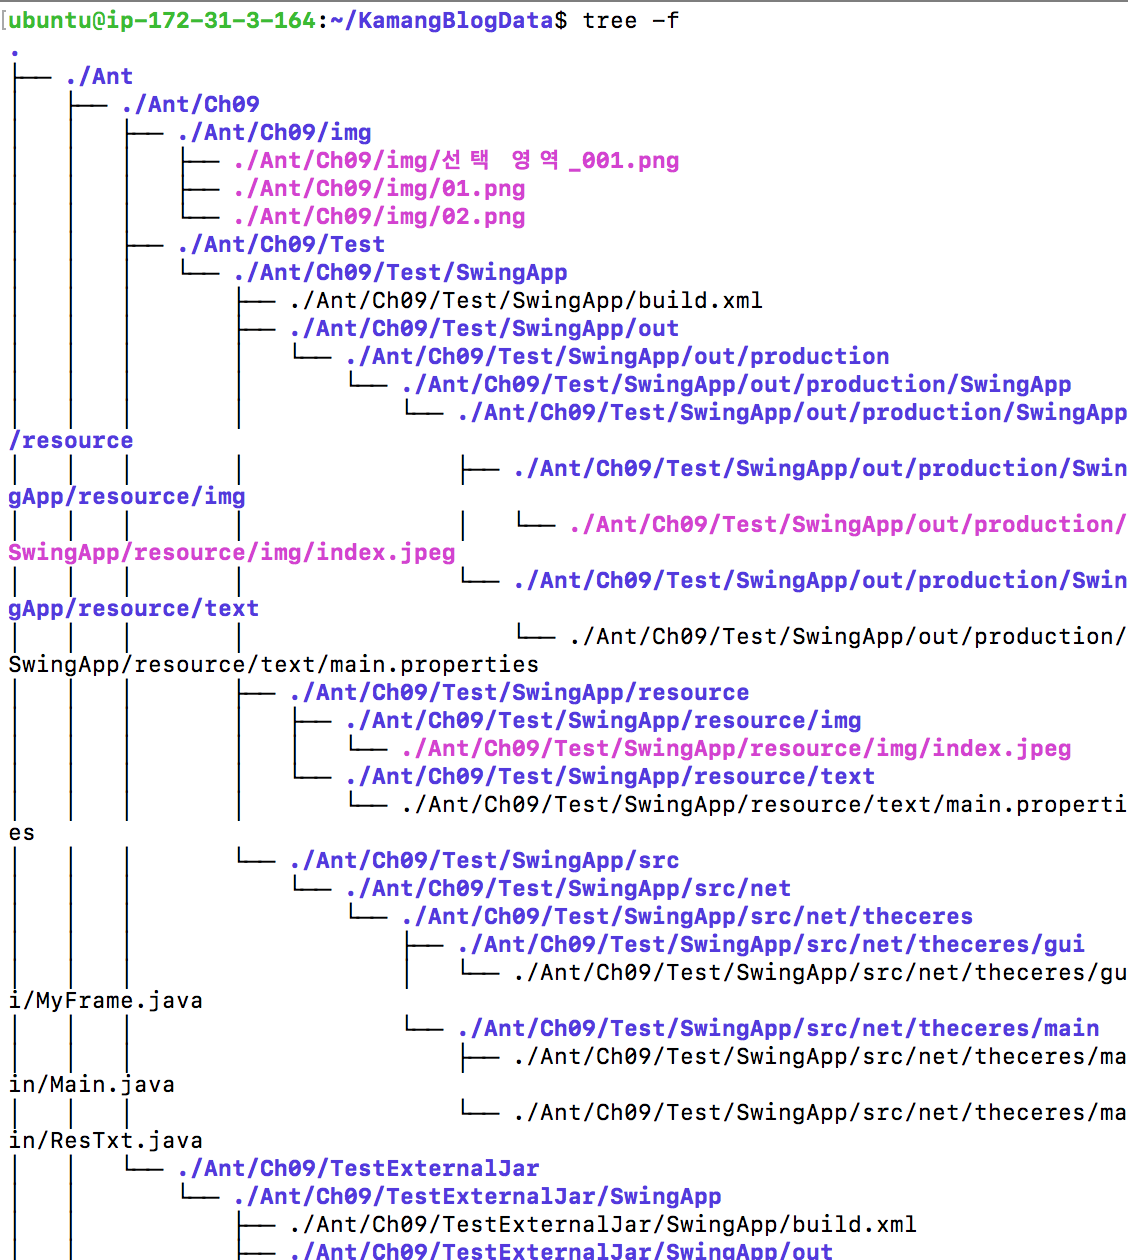 [ubuntu@ip-172-31-3-164:~/KamangBlogData$ tree -f
.
├── ./Ant
│   ├── ./Ant/Ch09
│   │   ├── ./Ant/Ch09/img
│   │   │   ├── ./Ant/Ch09/img/선택 영역_001.png
│   │   │   ├── ./Ant/Ch09/img/01.png
│   │   │   └── ./Ant/Ch09/img/02.png
│   │   ├── ./Ant/Ch09/Test
│   │   │   └── ./Ant/Ch09/Test/SwingApp
│   │   │       ├── ./Ant/Ch09/Test/SwingApp/build.xml
│   │   │       ├── ./Ant/Ch09/Test/SwingApp/out
│   │   │       │   └── ./Ant/Ch09/Test/SwingApp/out/production
│   │   │       │       └── ./Ant/Ch09/Test/SwingApp/out/production/SwingApp
│   │   │       │           └── ./Ant/Ch09/Test/SwingApp/out/production/SwingApp
/resource
│   │   │       │               ├── ./Ant/Ch09/Test/SwingApp/out/production/Swin
gApp/resource/img
│   │   │       │               │   └── ./Ant/Ch09/Test/SwingApp/out/production/
SwingApp/resource/img/index.jpeg
│   │   │       │               └── ./Ant/Ch09/Test/SwingApp/out/production/Swin
gApp/resource/text
│   │   │       │                   └── ./Ant/Ch09/Test/SwingApp/out/production/
SwingApp/resource/text/main.properties
│   │   │       ├── ./Ant/Ch09/Test/SwingApp/resource
│   │   │       │   ├── ./Ant/Ch09/Test/SwingApp/resource/img
│   │   │       │   │   └── ./Ant/Ch09/Test/SwingApp/resource/img/index.jpeg
│   │   │       │   └── ./Ant/Ch09/Test/SwingApp/resource/text
│   │   │       │       └── ./Ant/Ch09/Test/SwingApp/resource/text/main.properti
es
│   │   │       └── ./Ant/Ch09/Test/SwingApp/src
│   │   │           └── ./Ant/Ch09/Test/SwingApp/src/net
│   │   │               └── ./Ant/Ch09/Test/SwingApp/src/net/theceres
│   │   │                   ├── ./Ant/Ch09/Test/SwingApp/src/net/theceres/gui
│   │   │                   │   └── ./Ant/Ch09/Test/SwingApp/src/net/theceres/gu
i/MyFrame.java
│   │   │                   └── ./Ant/Ch09/Test/SwingApp/src/net/theceres/main
│   │   │                       ├── ./Ant/Ch09/Test/SwingApp/src/net/theceres/ma
in/Main.java
│   │   │                       └── ./Ant/Ch09/Test/SwingApp/src/net/theceres/ma
in/ResTxt.java
│   │   └── ./Ant/Ch09/TestExternalJar
│   │       └── ./Ant/Ch09/TestExternalJar/SwingApp
│   │           ├── ./Ant/Ch09/TestExternalJar/SwingApp/build.xml
│   │           ├── ./Ant/Ch09/TestExternalJar/SwingApp/out